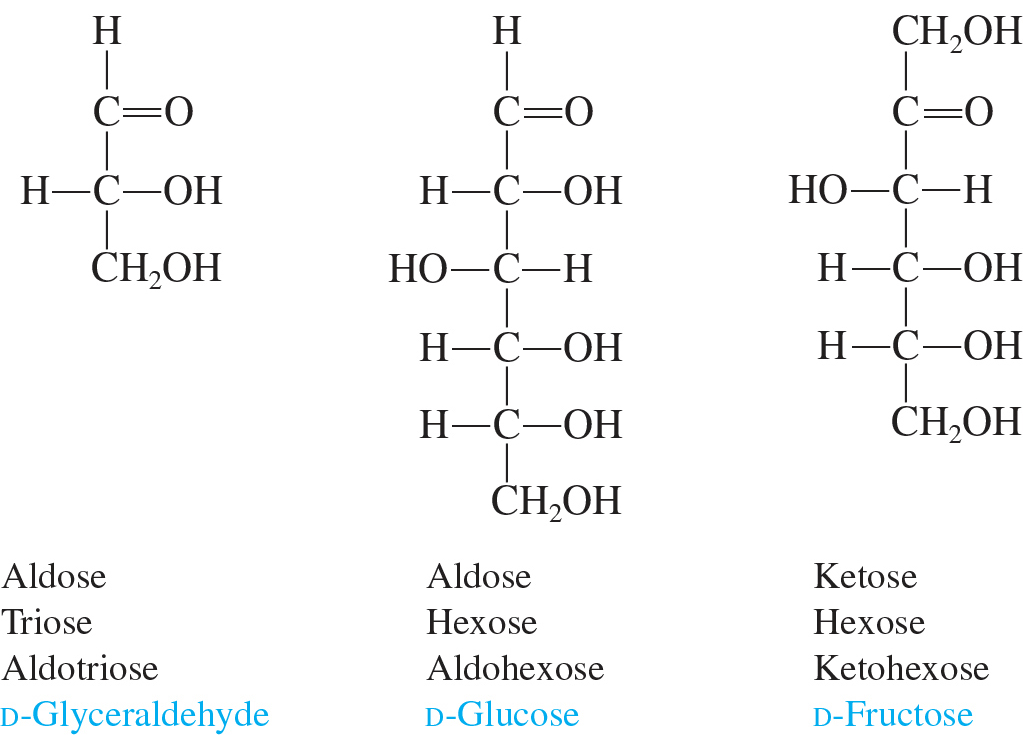 H H CH2OH
C=O C=O C=O
H—C—OH H—C—OH HO—C—H
CH2OH HO—C—H H—C—OH
H—C—OH H—C—OH
H—C—OH CH2OH
CH2OH
Aldose Aldose Ketose
Triose Hexose Hexose
Aldotriose Aldohexose Ketohexose
D-Glyceraldehyde D-Glucose D-Fructose